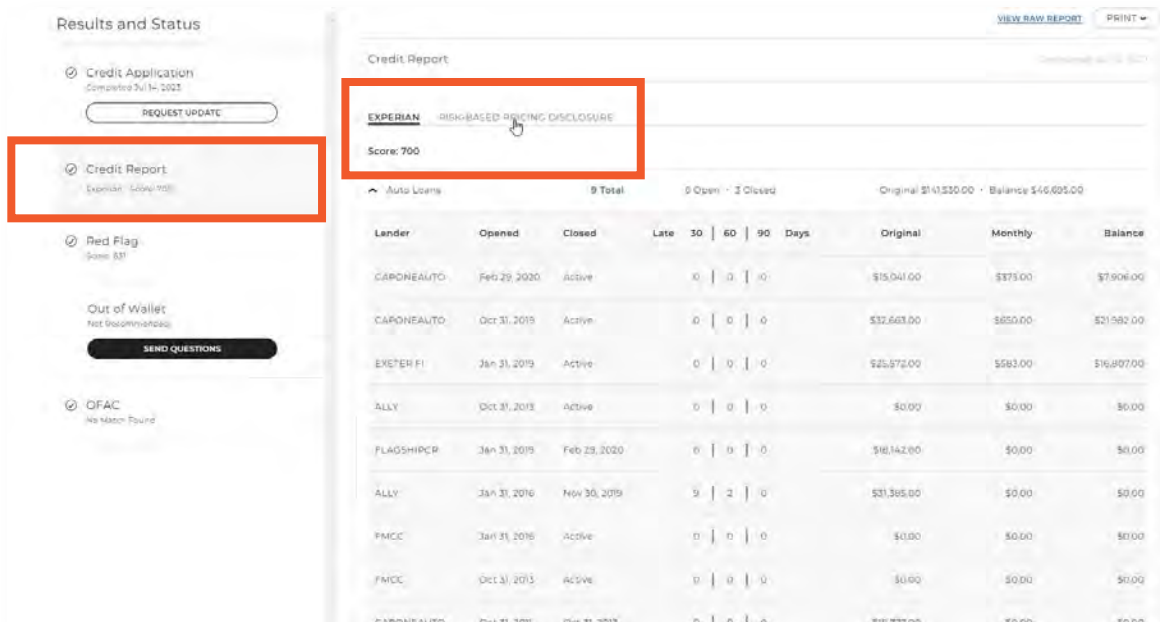 Results and Status
VIEW RAW REPORT
PRINT
Credit Application
Completed Jul 14, 2023
REQUEST UPDATE
Credit Report
Experian
Red Flag
Score: 831
Out of Wallet
Not Recommended
SEND QUESTIONS
OFAC
No Match Found
Credit Report
EXPERIAN RISK-BASED PRICING DISCLOSURE
Score: 700
Auto Loans 9 Total 6 Open · 3 Closed Original $141,530.00 · Balance $46,695.00
Lender Opened Closed Late 30 | 60 | 90 Days Original Monthly Balance
CAPONEAUTO Feb 29, 2020 Active 0 | 0 | 0 $15,041.00 $375.00 $7,906.00
CAPONEAUTO Oct 31, 2019 Active 0 | 0 | 0 $32,663.00 $650.00 $21,982.00
EXETER FI Jan 31, 2019 Active 0 | 0 | 0 $25,572.00 $583.00 $16,807.00
ALLY Oct 31, 2013 Active 0 | 0 | 0 $0.00 $0.00 $0.00
FLAGSHIPCR Jan 31, 2019 Feb 29, 2020 0 | 0 | 0 $18,142.00 $0.00 $0.00
ALLY Jan 31, 2016 Nov 30, 2019 9 | 2 | 0 $31,385.00 $0.00 $0.00
FMCC Jan 31, 2016 Active 0 | 0 | 0 $0.00 $0.00 $0.00
FMCC Oct 31, 2013 Active 0 | 0 | 0 $0.00 $0.00 $0.00